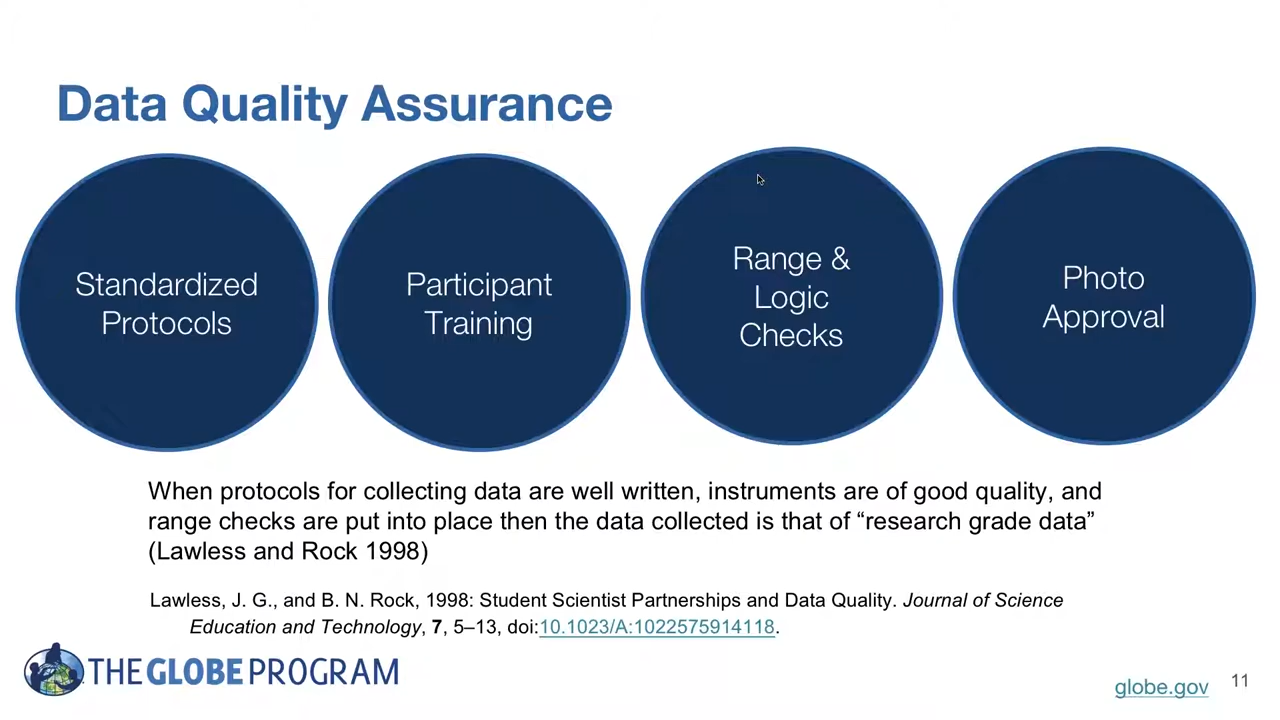 Data Quality Assurance
Standardized
Protocols
Participant
Training
Range &
Logic
Checks
Photo
Approval
When protocols for collecting data are well written, instruments are of good quality, and
range checks are put into place then the data collected is that of “research grade data”
(Lawless and Rock 1998)
Lawless, J. G., and B. N. Rock, 1998: Student Scientist Partnerships and Data Quality. Journal of Science
Education and Technology, 7, 5–13, doi:10.1023/A:1022575914118.
THE GLOBE PROGRAM
globe.gov
11